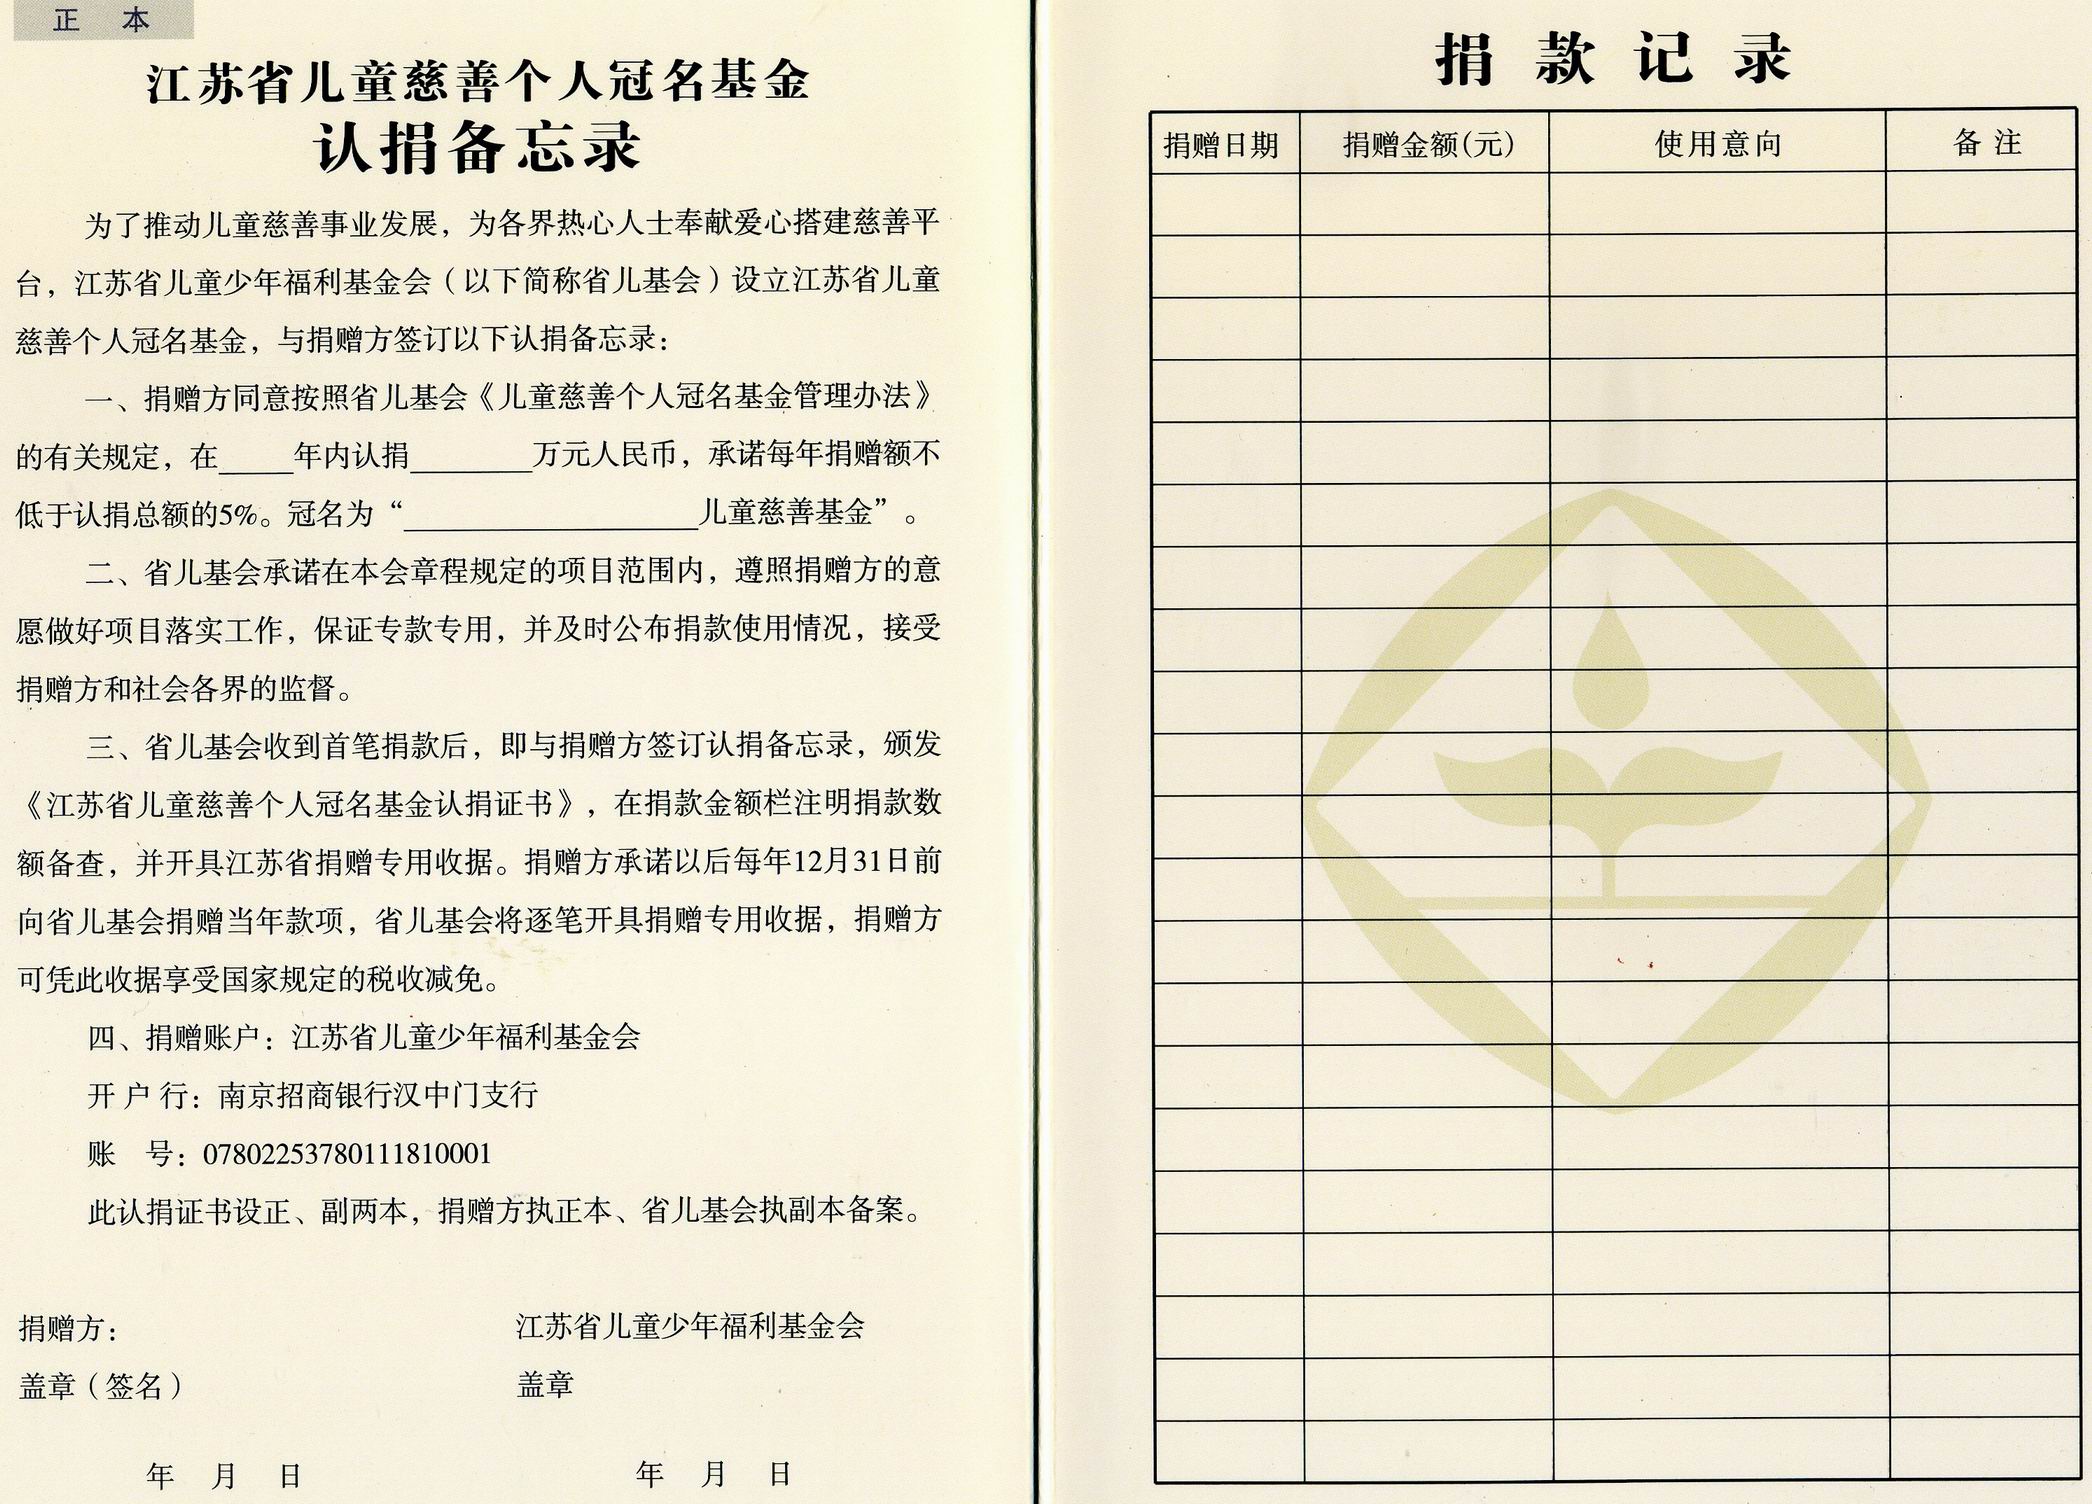 正 本
江苏省儿童慈善个人冠名基金
认捐备忘录
为了推动儿童慈善事业发展，为各界热心人士奉献爱心搭建慈善平
台，江苏省儿童少年福利基金会（以下简称省儿基会）设立江苏省儿童
慈善个人冠名基金，与捐赠方签订以下认捐备忘录：
一、捐赠方同意按照省儿基会《儿童慈善个人冠名基金管理办法》
的有关规定，在_____年内认捐________万元人民币，承诺每年捐赠额不
低于认捐总额的5%。冠名为“____________________儿童慈善基金”。
二、省儿基会承诺在本会章程规定的项目范围内，遵照捐赠方的意
愿做好项目落实工作，保证专款专用，并及时公布捐款使用情况，接受
捐赠方和社会各界的监督。
三、省儿基会收到首笔捐款后，即与捐赠方签订认捐备忘录，颁发
《江苏省儿童慈善个人冠名基金认捐证书》，在捐款金额栏注明捐款数
额备查，并开具江苏省捐赠专用收据。捐赠方承诺以后每年12月31日前
向省儿基会捐赠当年款项，省儿基会将逐笔开具捐赠专用收据，捐赠方
可凭此收据享受国家规定的税收减免。
四、捐赠账户：江苏省儿童少年福利基金会
开 户 行：南京招商银行汉中门支行
账 号：07802253780111810001
此认捐证书设正、副两本，捐赠方执正本、省儿基会执副本备案。
捐赠方： 江苏省儿童少年福利基金会
盖章（签名） 盖章
年 月 日 年 月 日
捐 款 记 录
捐赠日期 捐赠金额(元) 使用意向 备 注